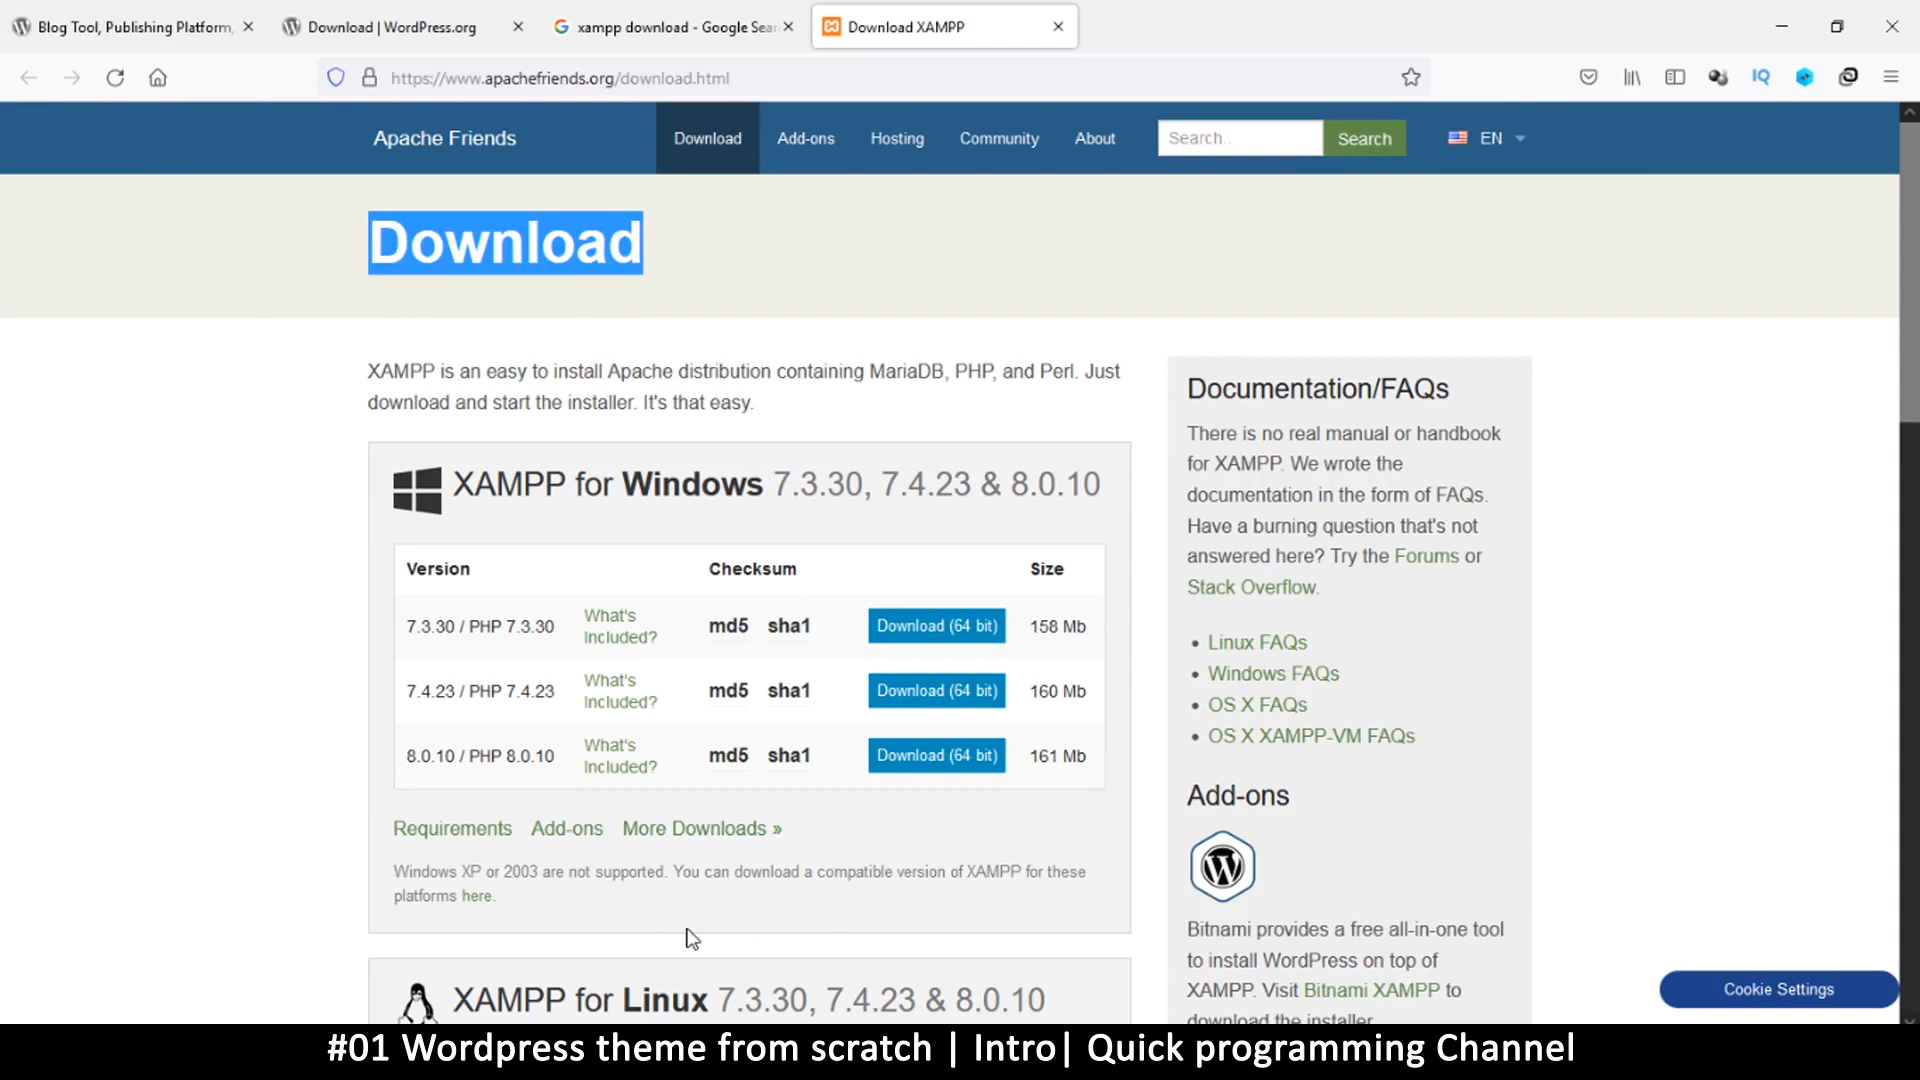 Blog Tool, Publishing Platform,
Download | WordPress.org
xampp download - Google Sear
Download XAMPP
https://www.apachefriends.org/download.html
IQ
Apache Friends
Download
Add-ons
Hosting
Community
About
Search..
Search
EN
Download
XAMPP is an easy to install Apache distribution containing MariaDB, PHP, and Perl. Just
download and start the installer. It's that easy.
XAMPP for Windows 7.3.30, 7.4.23 & 8.0.10
Version Checksum Size
7.3.30 / PHP 7.3.30 What's Included? md5 sha1 Download (64 bit) 158 Mb
7.4.23 / PHP 7.4.23 What's Included? md5 sha1 Download (64 bit) 160 Mb
8.0.10 / PHP 8.0.10 What's Included? md5 sha1 Download (64 bit) 161 Mb
Requirements Add-ons More Downloads »
Windows XP or 2003 are not supported. You can download a compatible version of XAMPP for these
platforms here.
XAMPP for Linux 7.3.30, 7.4.23 & 8.0.10
Documentation/FAQs
There is no real manual or handbook
for XAMPP. We wrote the
documentation in the form of FAQs.
Have a burning question that's not
answered here? Try the Forums or
Stack Overflow.
• Linux FAQs
• Windows FAQs
• OS X FAQs
• OS X XAMPP-VM FAQs
Add-ons
Bitnami provides a free all-in-one tool
to install WordPress on top of
XAMPP. Visit Bitnami XAMPP to
download the installer.
Cookie Settings
#01 Wordpress theme from scratch | Intro| Quick programming Channel